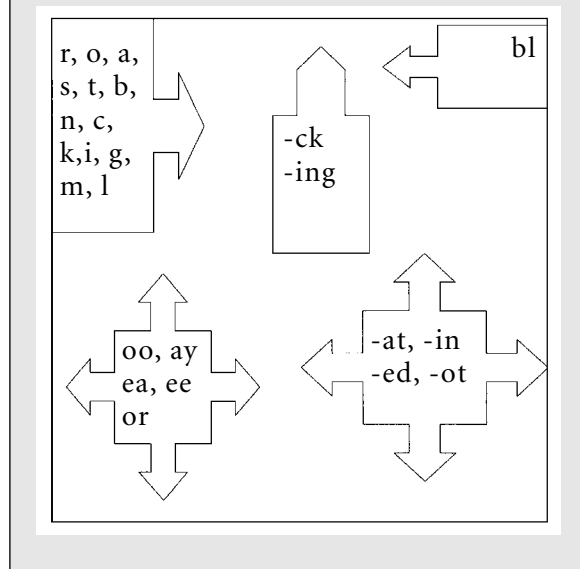 r, o, a,
s, t, b,
n, c,
k,i, g,
m, l
-ck
-ing
bl
oo, ay
ea, ee
or
-at, -in
-ed, -ot